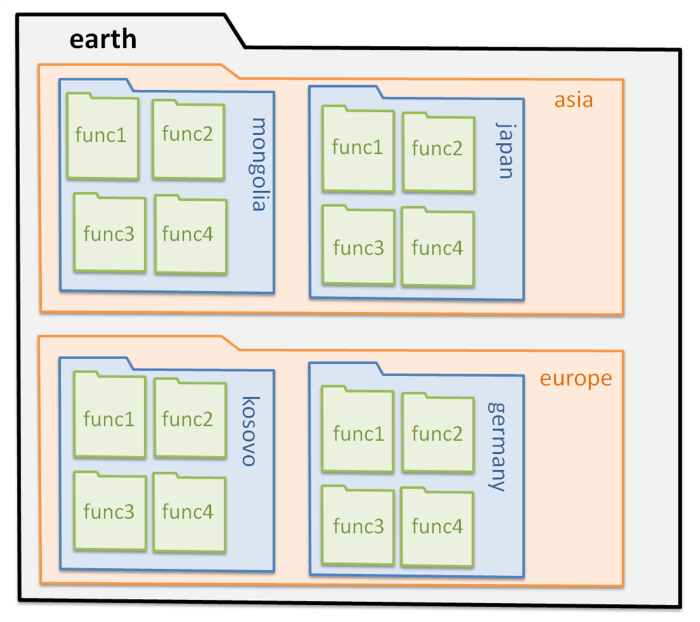 earth
asia
mongolia
func1
func2
func3
func4
japan
func1
func2
func3
func4
europe
kosovo
func1
func2
func3
func4
germany
func1
func2
func3
func4